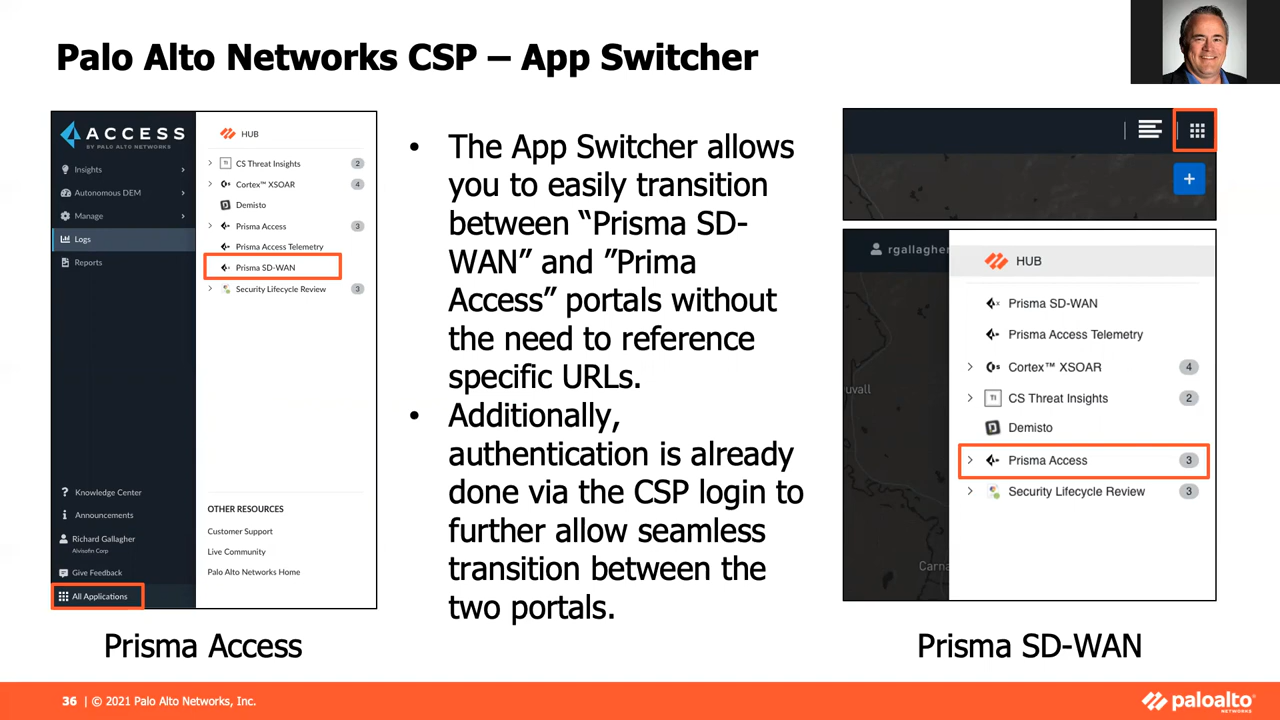 Palo Alto Networks CSP – App Switcher
ACCESS
BY PALO ALTO NETWORKS
Insights
Autonomous DEM
Manage
Logs
Reports
Knowledge Center
Announcements
Richard Gallagher
Alvisofin Corp
Give Feedback
All Applications
HUB
TI
CS Threat Insights
2
Cortex™ XSOAR
4
Demisto
Prisma Access
3
Prisma Access Telemetry
Prisma SD-WAN
Security Lifecycle Review
3
OTHER RESOURCES
Customer Support
Live Community
Palo Alto Networks Home
Prisma Access
• The App Switcher allows
you to easily transition
between “Prisma SD-
WAN” and ”Prima
Access” portals without
the need to reference
specific URLs.
• Additionally,
authentication is already
done via the CSP login to
further allow seamless
transition between the
two portals.
rgallagher
uvall
Carna
HUB
Prisma SD-WAN
Prisma Access Telemetry
Cortex™ XSOAR
4
TI
CS Threat Insights
2
Demisto
Prisma Access
3
Security Lifecycle Review
3
Prisma SD-WAN
36 | © 2021 Palo Alto Networks, Inc.
paloalto
NETWORKS